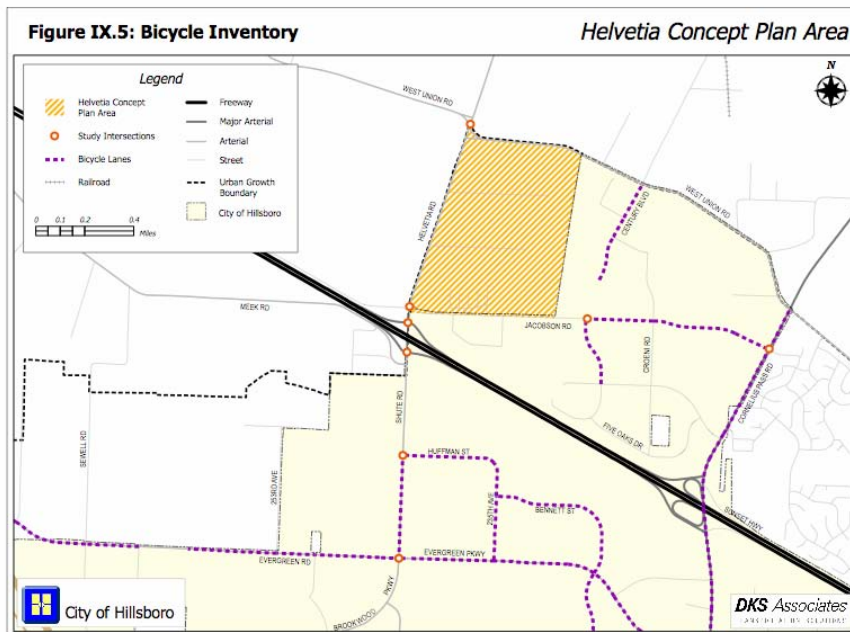 Figure IX.5: Bicycle Inventory
Helvetia Concept Plan Area
Legend
Helvetia Concept
Plan Area
Study Intersections
Bicycle Lanes
Railroad
0 0.1 0.2 0.4
Miles
Freeway
Major Arterial
Arterial
Street
Urban Growth
Boundary
City of Hillsboro
N
WEST UNION RD
HELVETIA RD
CENTURY BLVD
WEST UNION RD
MEEK RD
JACOBSON RD
CROENI RD
CORNELIUS PASS RD
SHUTE RD
FIVE OAKS DR
SEWELL RD
253RD AVE
HUFFMAN ST
BENNETT ST
SUNSET HWY
EVERGREEN RD
EVERGREEN PKWY
BROOKWOOD
PKWY
City of Hillsboro
DKS Associates
TRANSPORTATION SOLUTIONS